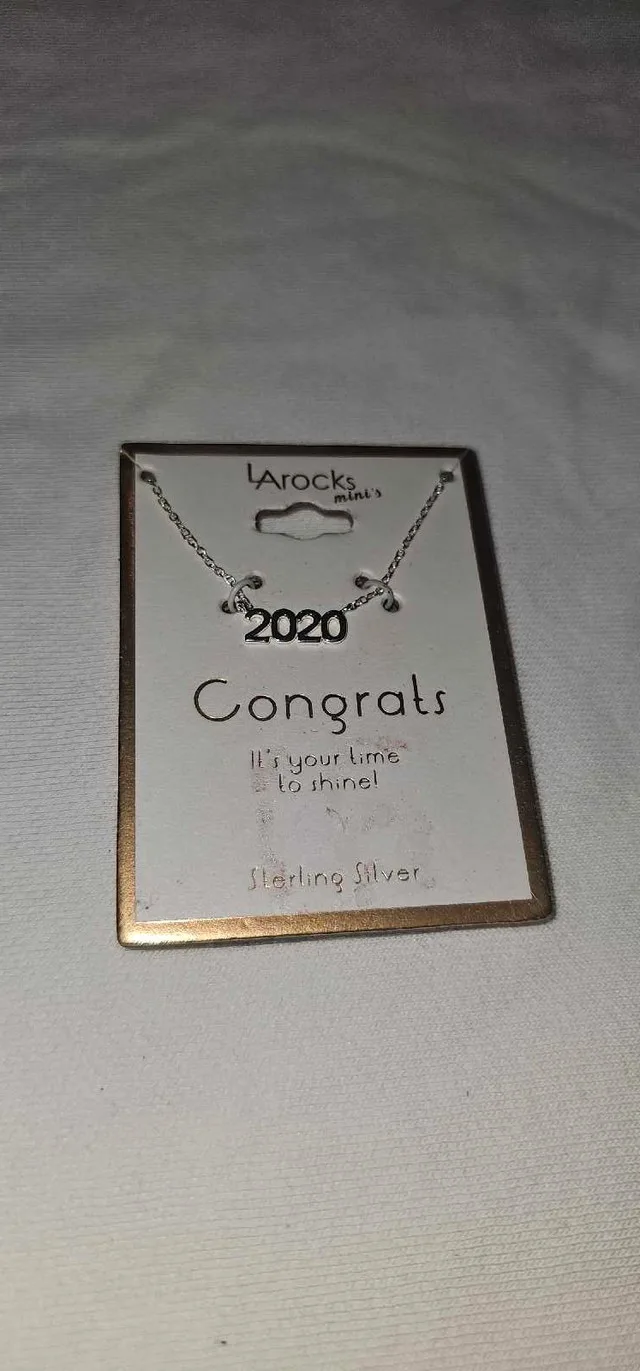 LArocks
mini's
2020
Congrats
It's your time
to shine!
Sterling Silver